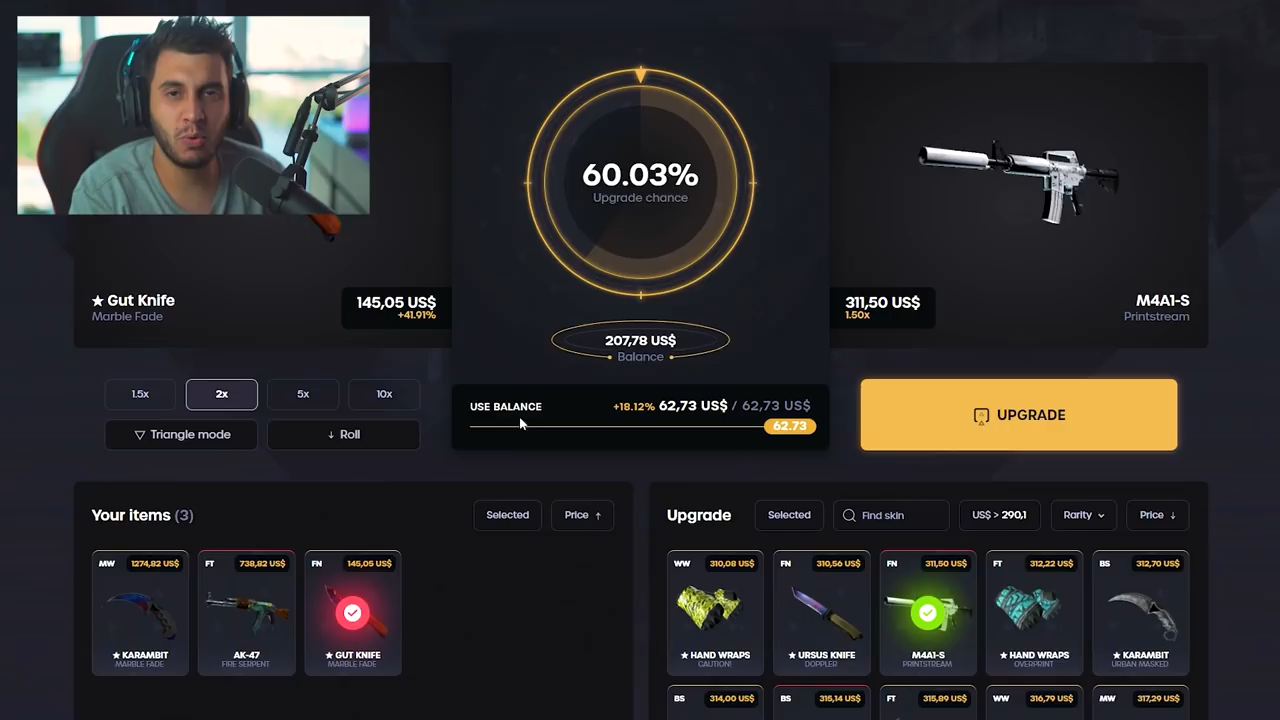 60.03%
Upgrade chance
★ Gut Knife
Marble Fade
145,05 US$
+41.91%
311,50 US$
1.50x
M4A1-S
Printstream
207,78 US$
Balance
1.5x
2x
5x
10x
Triangle mode
Roll
USE BALANCE
+18.12% 62,73 US$ / 62,73 US$
62.73
UPGRADE
Your items (3)
Selected
Price ↑
Upgrade
Selected
Find skin
US$ > 290,1
Rarity
Price ↓
MW 1274,82 US$
★ KARAMBIT
MARBLE FADE
FT 738,82 US$
AK-47
FIRE SERPENT
FN 145,05 US$
★ GUT KNIFE
MARBLE FADE
WW 310,08 US$
★ HAND WRAPS
CAUTION!
FN 310,56 US$
★ URSUS KNIFE
DOPPLER
FN 311,50 US$
M4A1-S
PRINTSTREAM
FT 312,22 US$
★ HAND WRAPS
OVERPRINT
BS 312,70 US$
★ KARAMBIT
URBAN MASKED
BS 314,00 US$
BS 315,14 US$
FT 315,89 US$
WW 316,79 US$
MW 317,29 US$